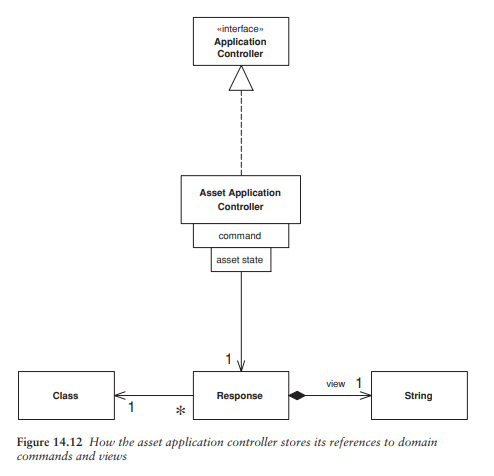 «interface»
Application
Controller
Asset Application
Controller
command
asset state
1
Class
1
*
Response
view
1
String
Figure 14.12 How the asset application controller stores its references to domain
commands and views